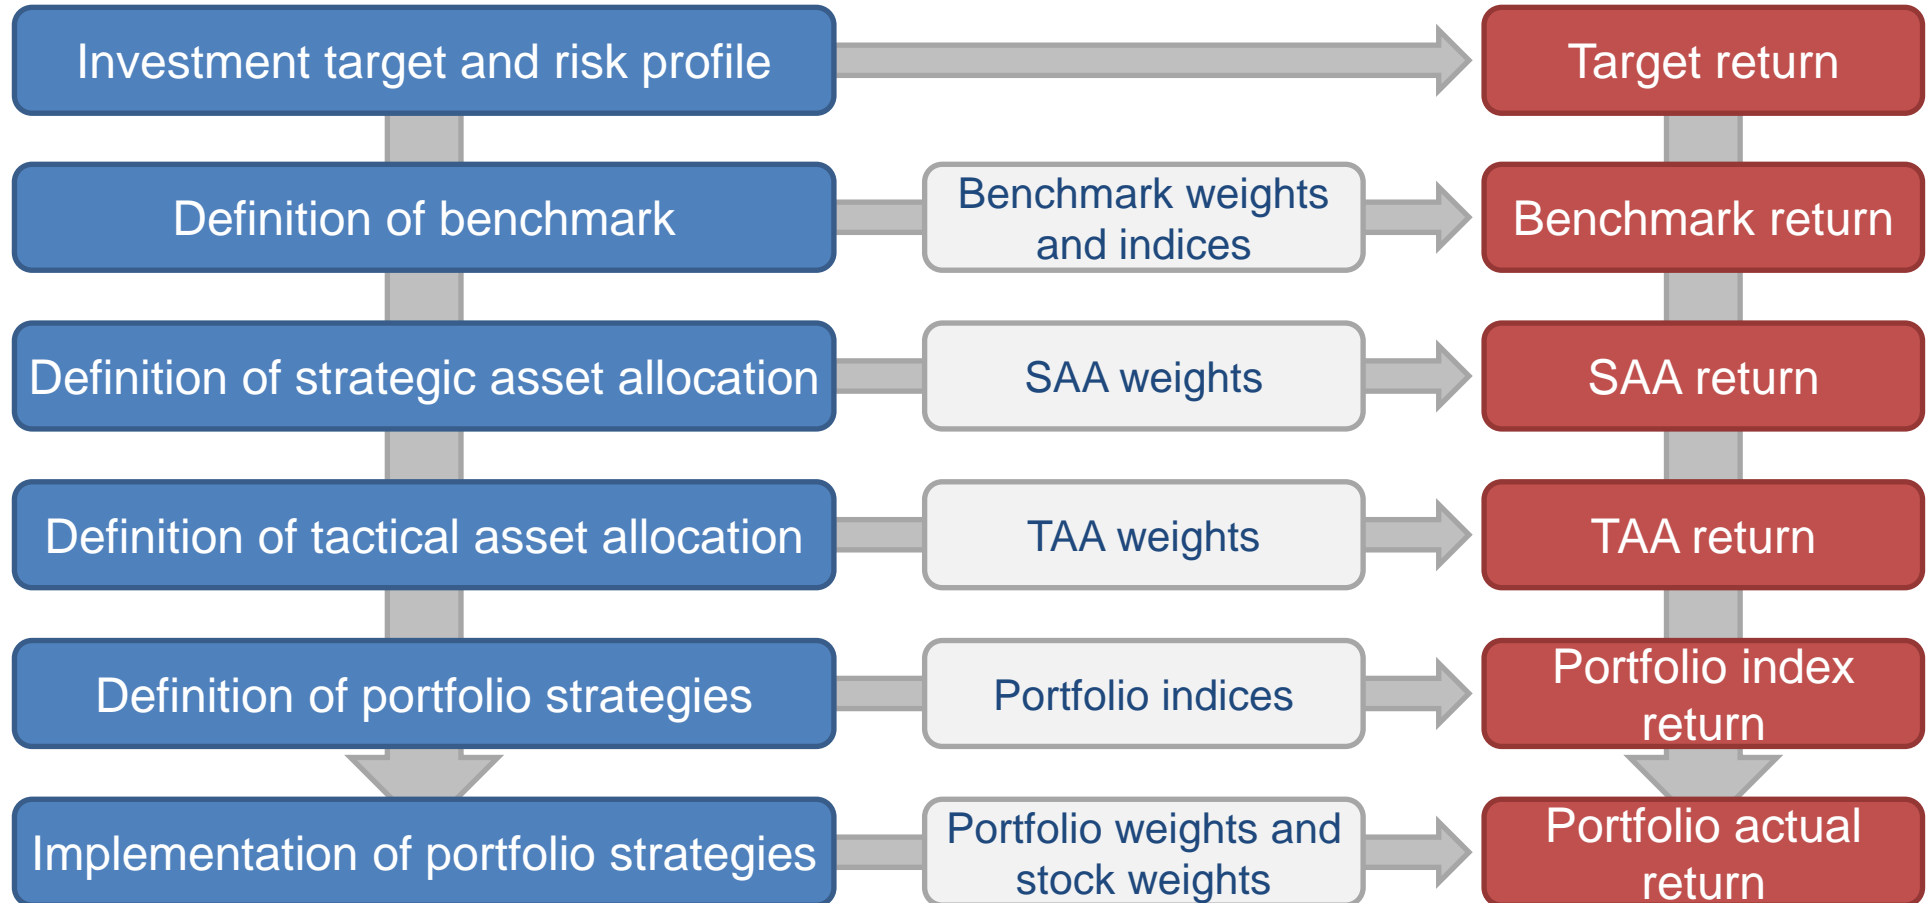 Investment target and risk profile
Target return
Definition of benchmark
Benchmark weights
and indices
Benchmark return
Definition of strategic asset allocation
SAA weights
SAA return
Definition of tactical asset allocation
TAA weights
TAA return
Definition of portfolio strategies
Portfolio indices
Portfolio index
return
Implementation of portfolio strategies
Portfolio weights and
stock weights
Portfolio actual
return